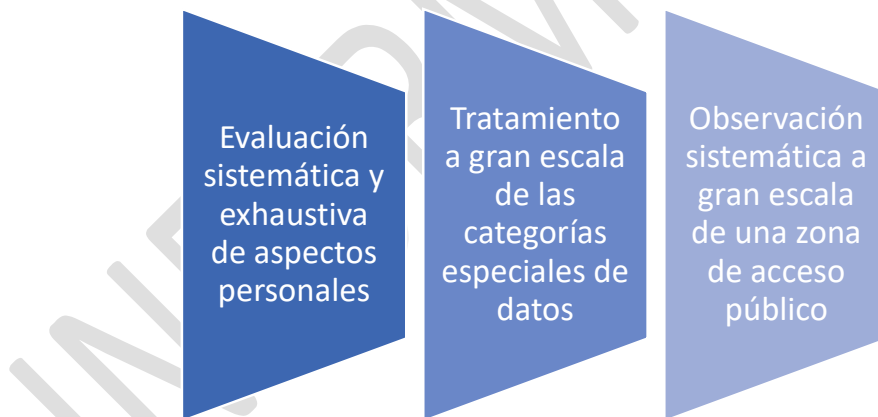 Evaluación
sistemática y
exhaustiva
de aspectos
personales
Tratamiento
a gran escala
de las
categorías
especiales de
datos
Observación
sistemática a
gran escala
de una zona
de acceso
público